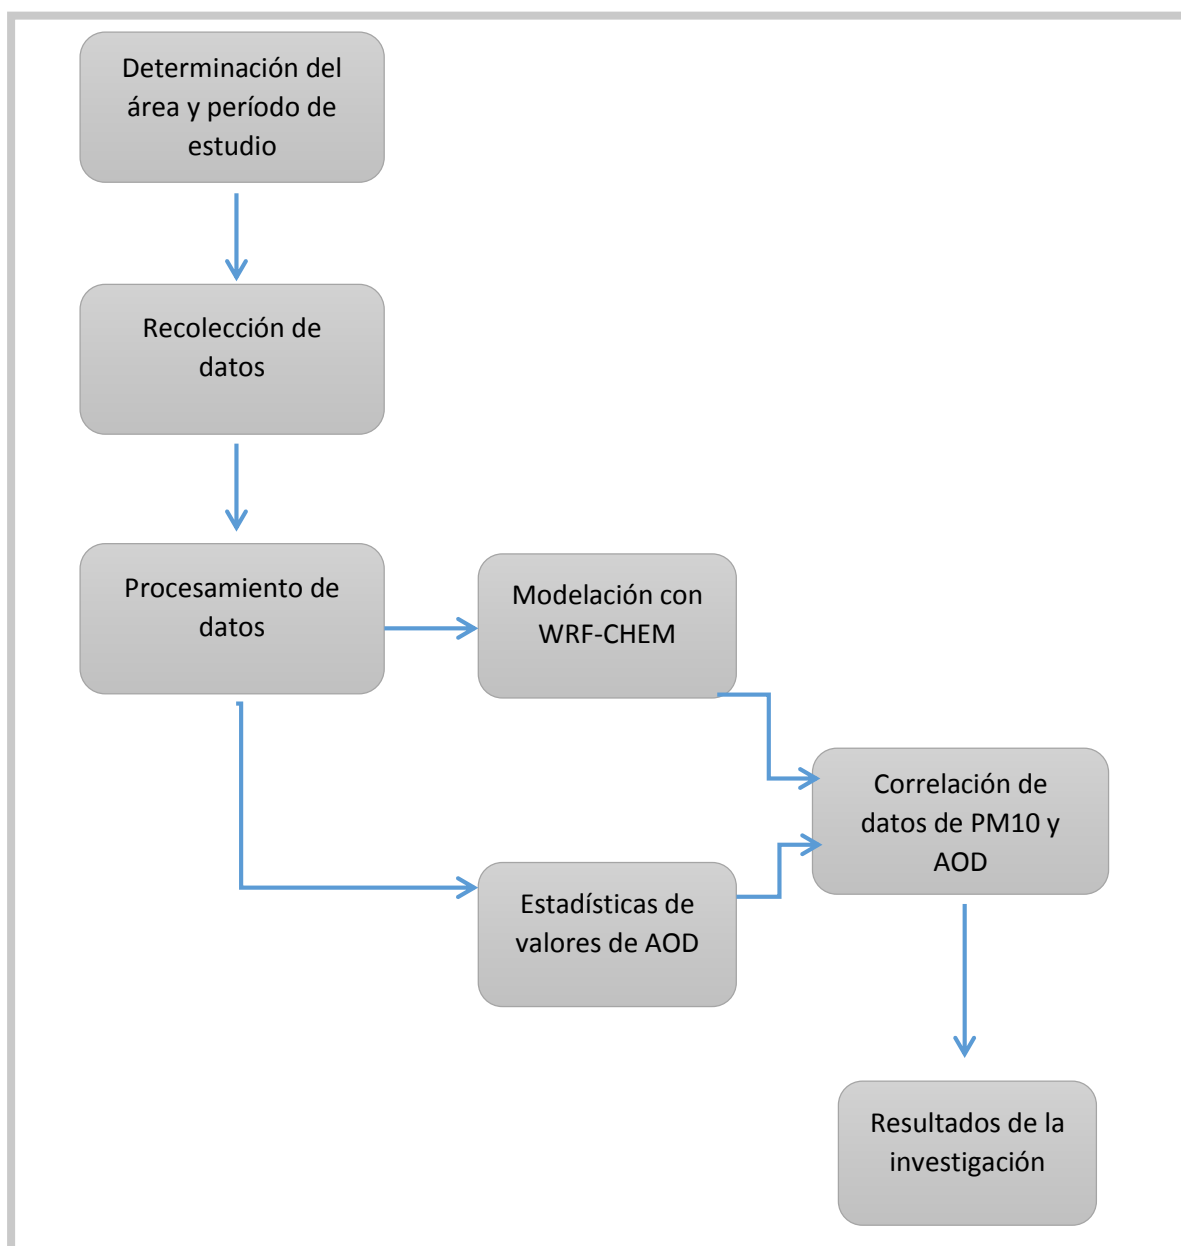 Determinación del
área y período de
estudio
Recolección de
datos
Procesamiento de
datos
Modelación con
WRF-CHEM
Correlación de
datos de PM10 y
AOD
Estadísticas de
valores de AOD
Resultados de la
investigación